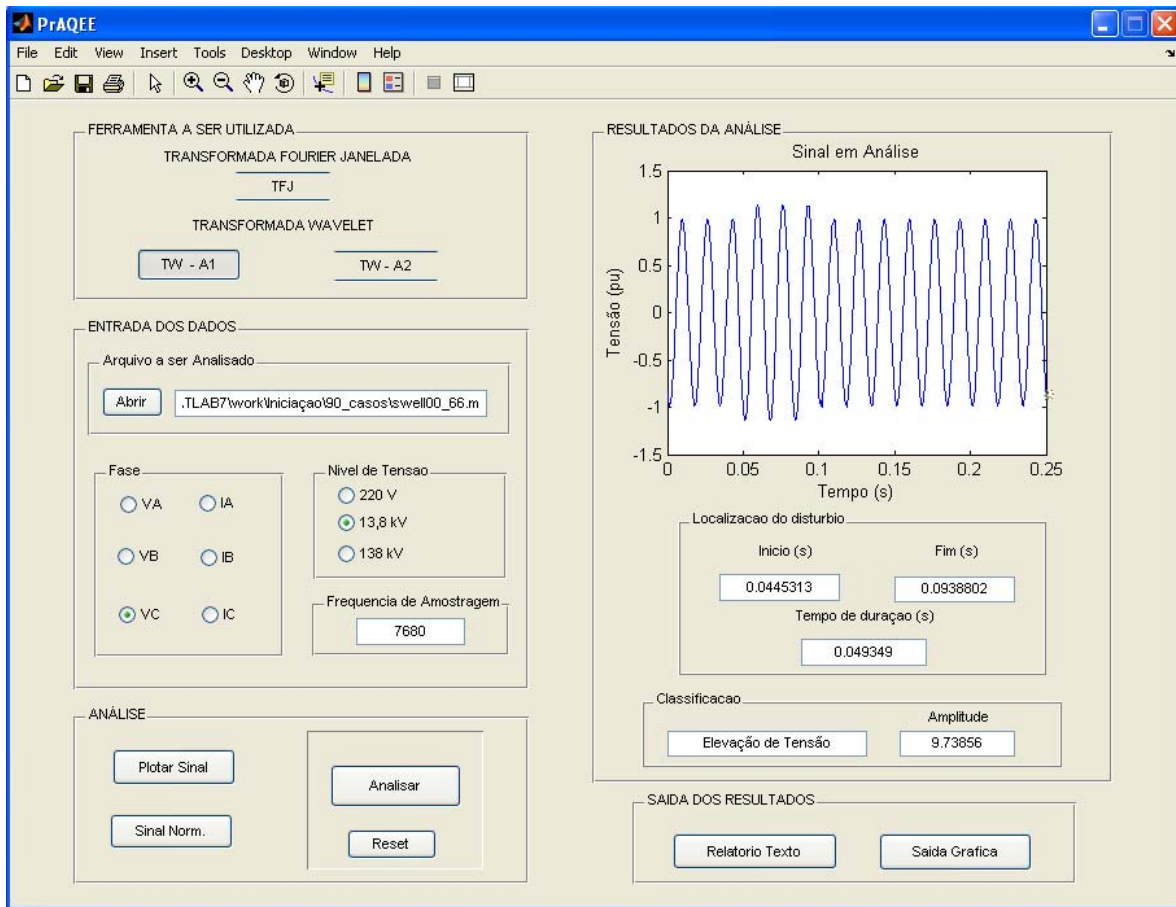 PrAQEE
File Edit View Insert Tools Desktop Window Help
FERRAMENTA A SER UTILIZADA
TRANSFORMADA FOURIER JANELADA
TFJ
TRANSFORMADA WAVELET
TW - A1 TW - A2
ENTRADA DOS DADOS
Arquivo a ser Analisado
Abrir .TLAB7\work\Iniciaçao\90_casos\swell00_66.m
Fase
VA IA
VB IB
VC IC
Nivel de Tensao
220 V
13,8 kV
138 kV
Frequencia de Amostragem
7680
ANÁLISE
Plotar Sinal
Sinal Norm.
Analisar
Reset
RESULTADOS DA ANÁLISE
Sinal em Análise
1.5
1
0.5
0
-0.5
-1
-1.5
Tensão (pu)
0 0.05 0.1 0.15 0.2 0.25
Tempo (s)
Localizacao do disturbio
Inicio (s) Fim (s)
0.0445313 0.0938802
Tempo de duraçao (s)
0.049349
Classificacao
Amplitude
Elevação de Tensão 9.73856
SAIDA DOS RESULTADOS
Relatorio Texto Saida Grafica